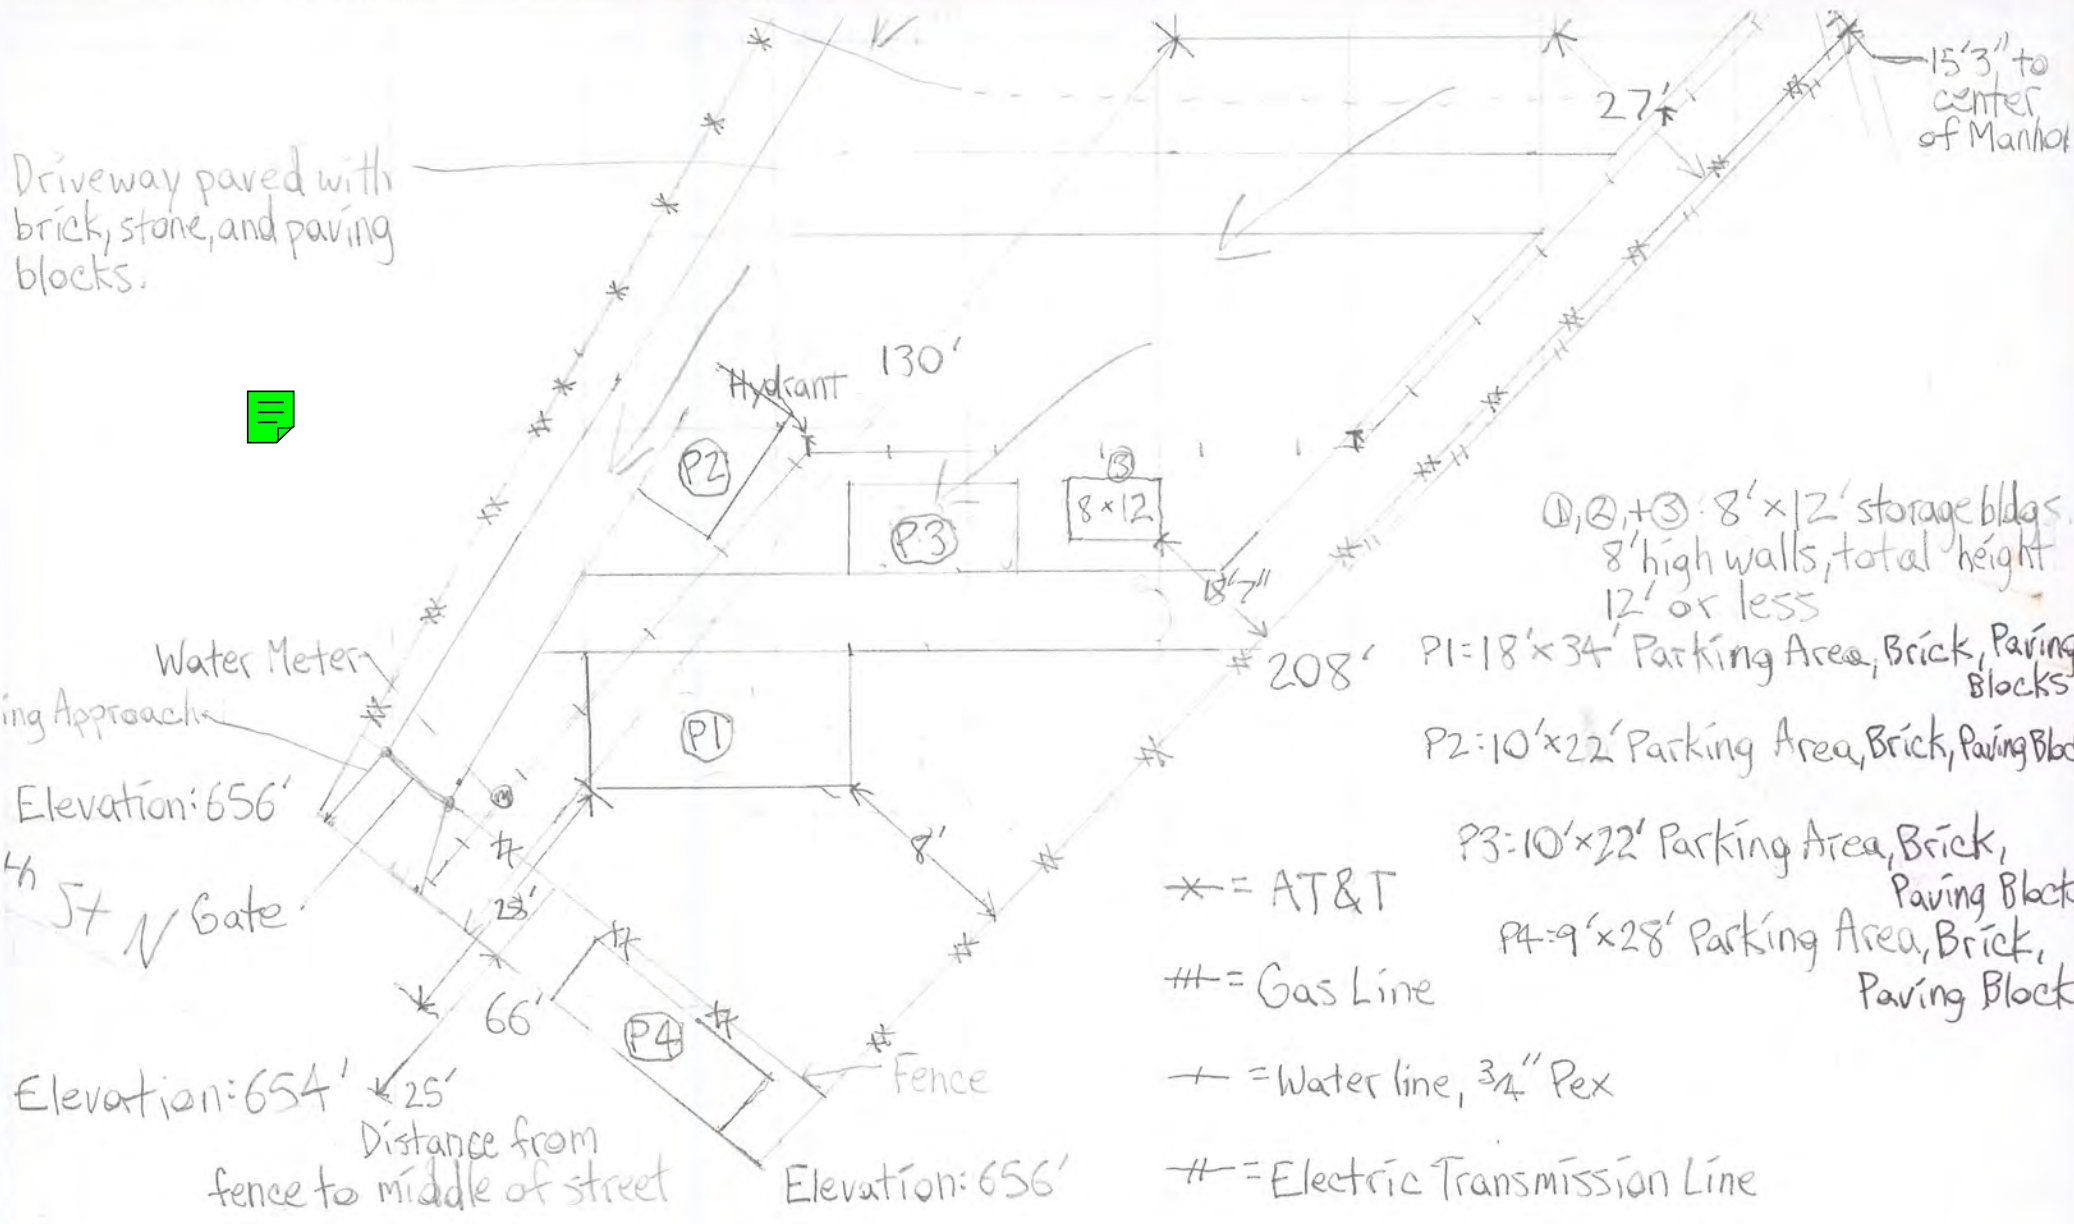 15'3" to
center
of Manhol
27'
Driveway paved with
brick, stone, and paving
blocks.
130'
Hydrant
P2
3
8×12
P3
①,②,+③: 8'×12' storage bldgs.
8' high walls, total height
12' or less
18'7"
208'
Water Meter
ing Approach
P1=18'×34' Parking Area, Brick, Paving
Blocks
P1
P2=10'×22' Parking Area, Brick, Paving Bloc
Elevation: 656'
P3=10'×22' Parking Area, Brick,
Paving Block
8'
4th
St N
Gate
AT&T
P4=9'×28' Parking Area, Brick,
Paving Block
= Gas Line
66'
P4
Fence
= Water line, 3/4" Pex
Elevation: 654'
25'
Distance from
fence to middle of street
Elevation: 656'
= Electric Transmission Line